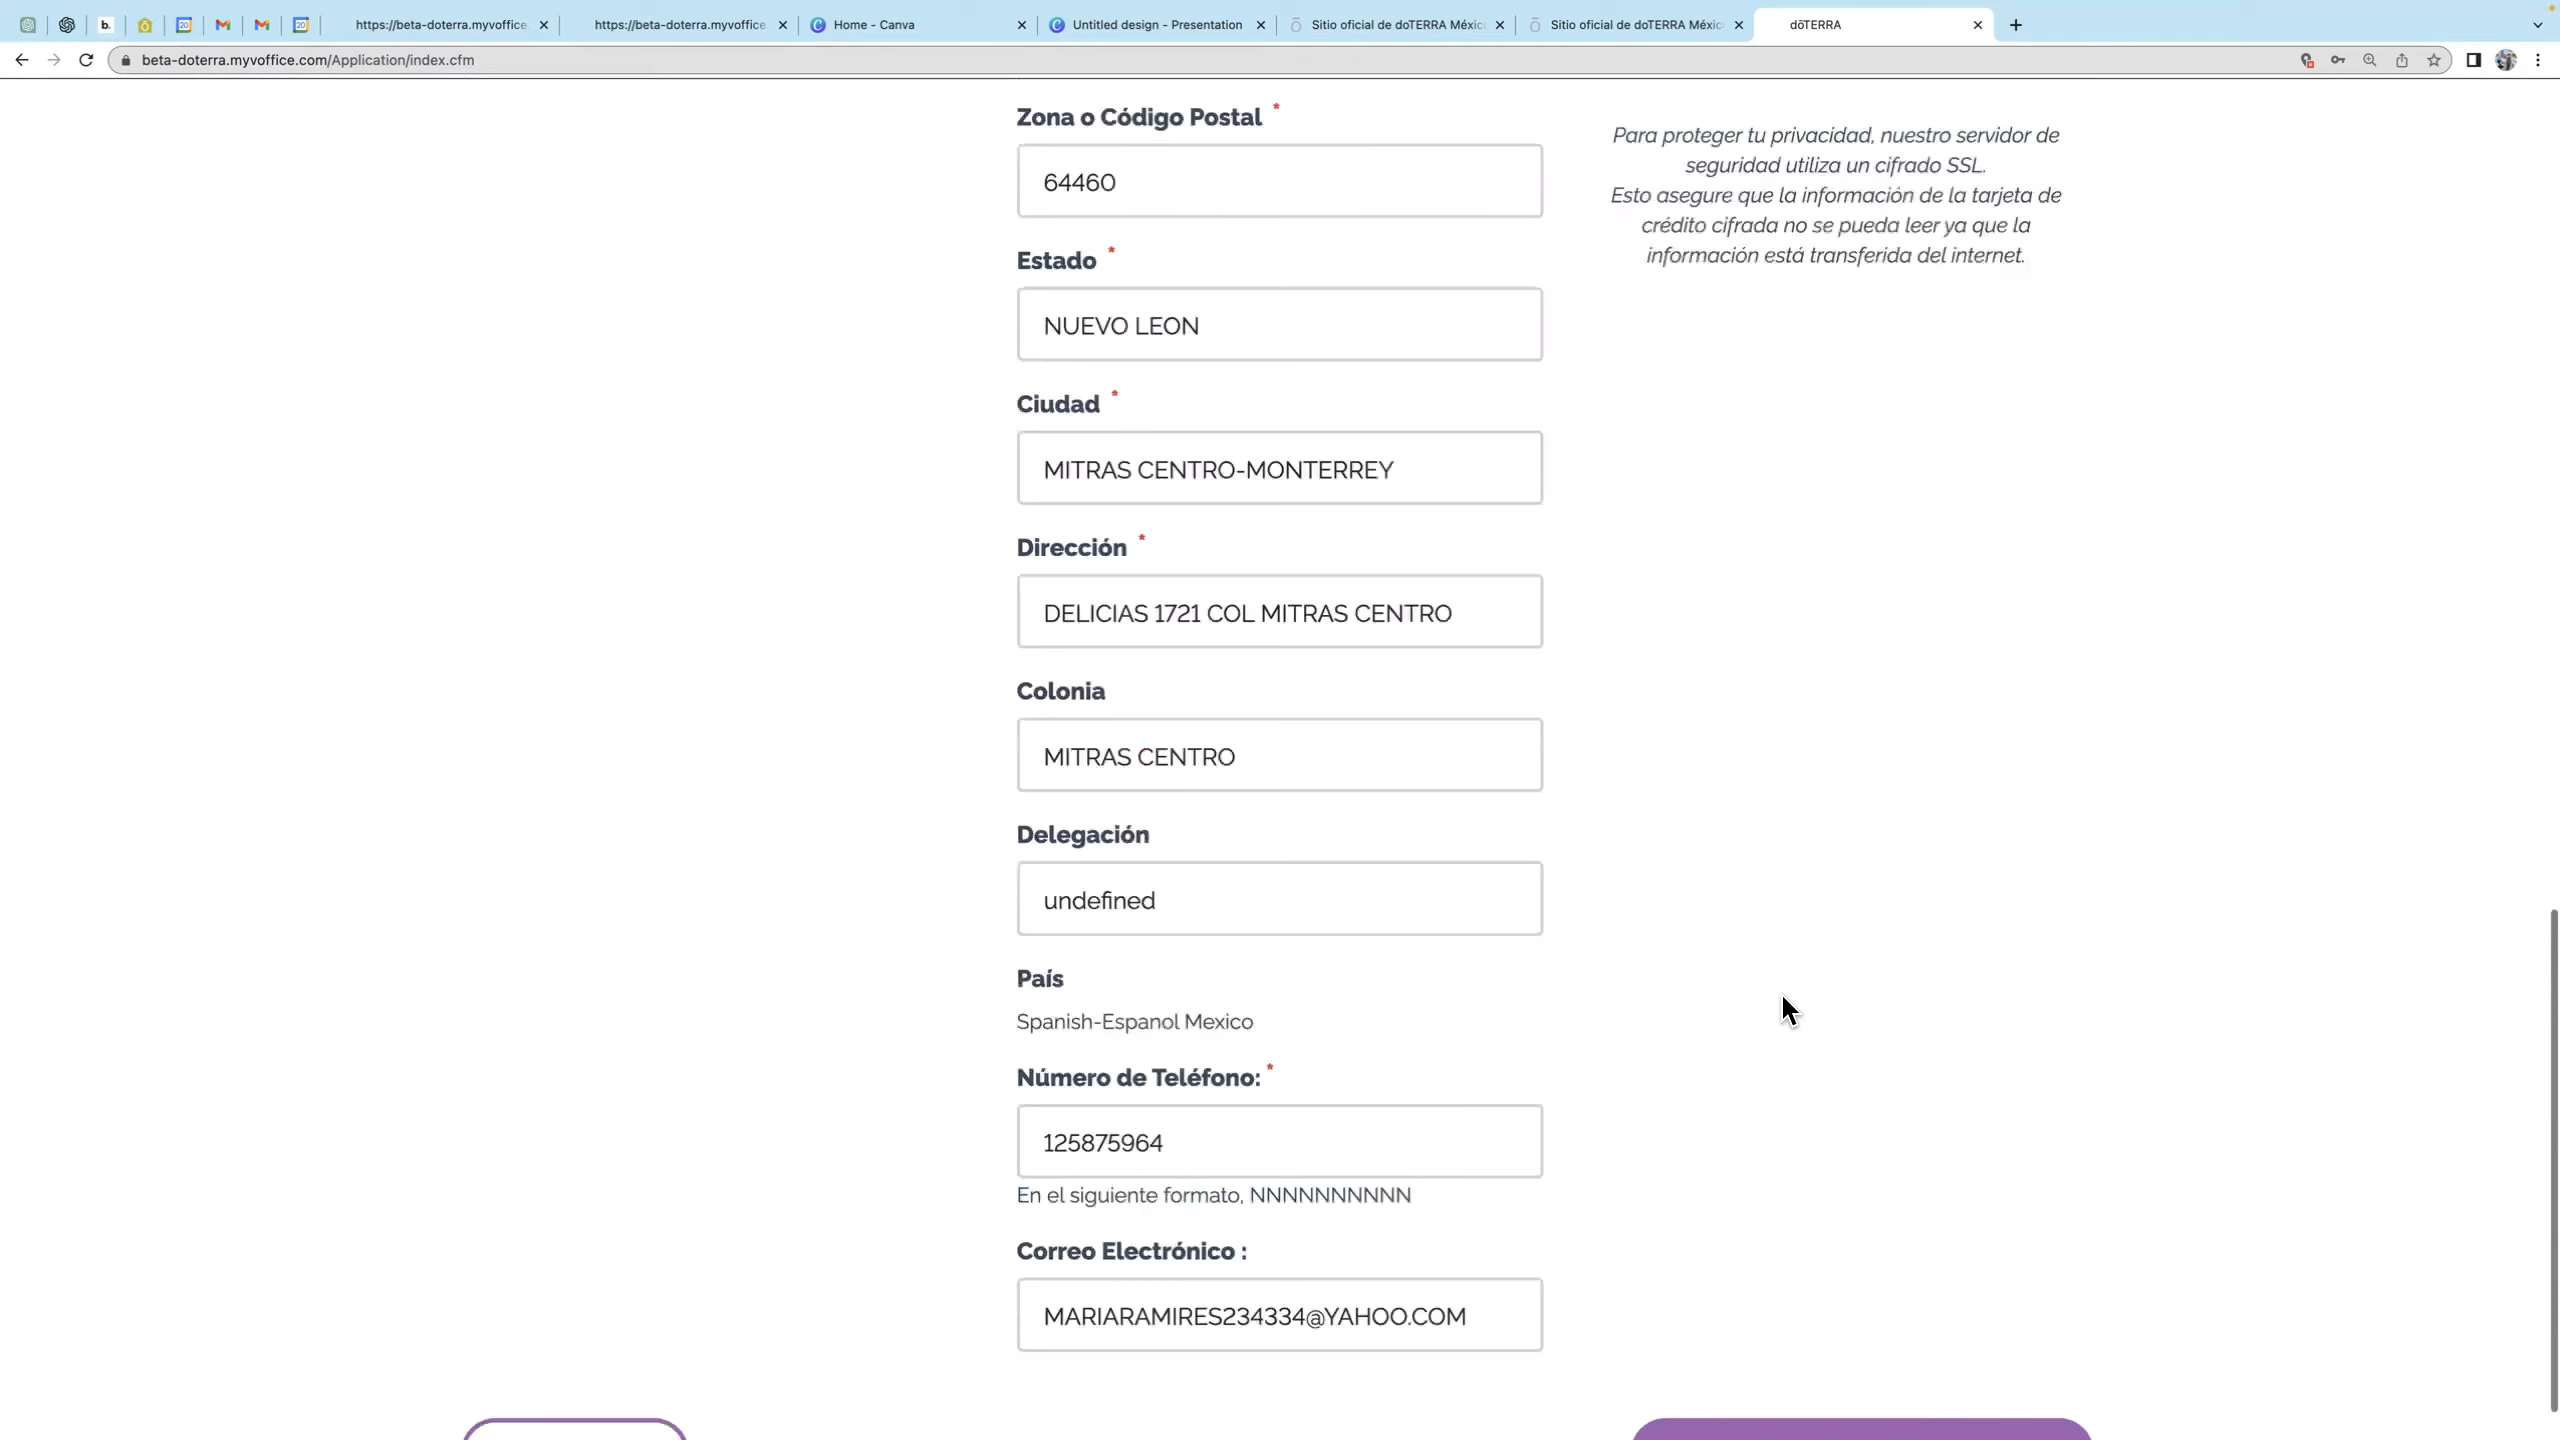 https://beta-doterra.myvoffice.
https://beta-doterra.myvoffice.
Home - Canva
Untitled design - Presentation
Sitio oficial de doTERRA Méxic
Sitio oficial de doTERRA Méxic
dōTERRA
beta-doterra.myvoffice.com/Application/index.cfm
Zona o Código Postal *
64460
Estado *
NUEVO LEON
Ciudad *
MITRAS CENTRO-MONTERREY
Dirección *
DELICIAS 1721 COL MITRAS CENTRO
Colonia
MITRAS CENTRO
Delegación
undefined
País
Spanish-Espanol Mexico
Número de Teléfono: *
125875964
En el siguiente formato, NNNNNNNNNN
Correo Electrónico :
MARIARAMIRES234334@YAHOO.COM
Para proteger tu privacidad, nuestro servidor de
seguridad utiliza un cifrado SSL.
Esto asegure que la información de la tarjeta de
crédito cifrada no se pueda leer ya que la
información está transferida del internet.